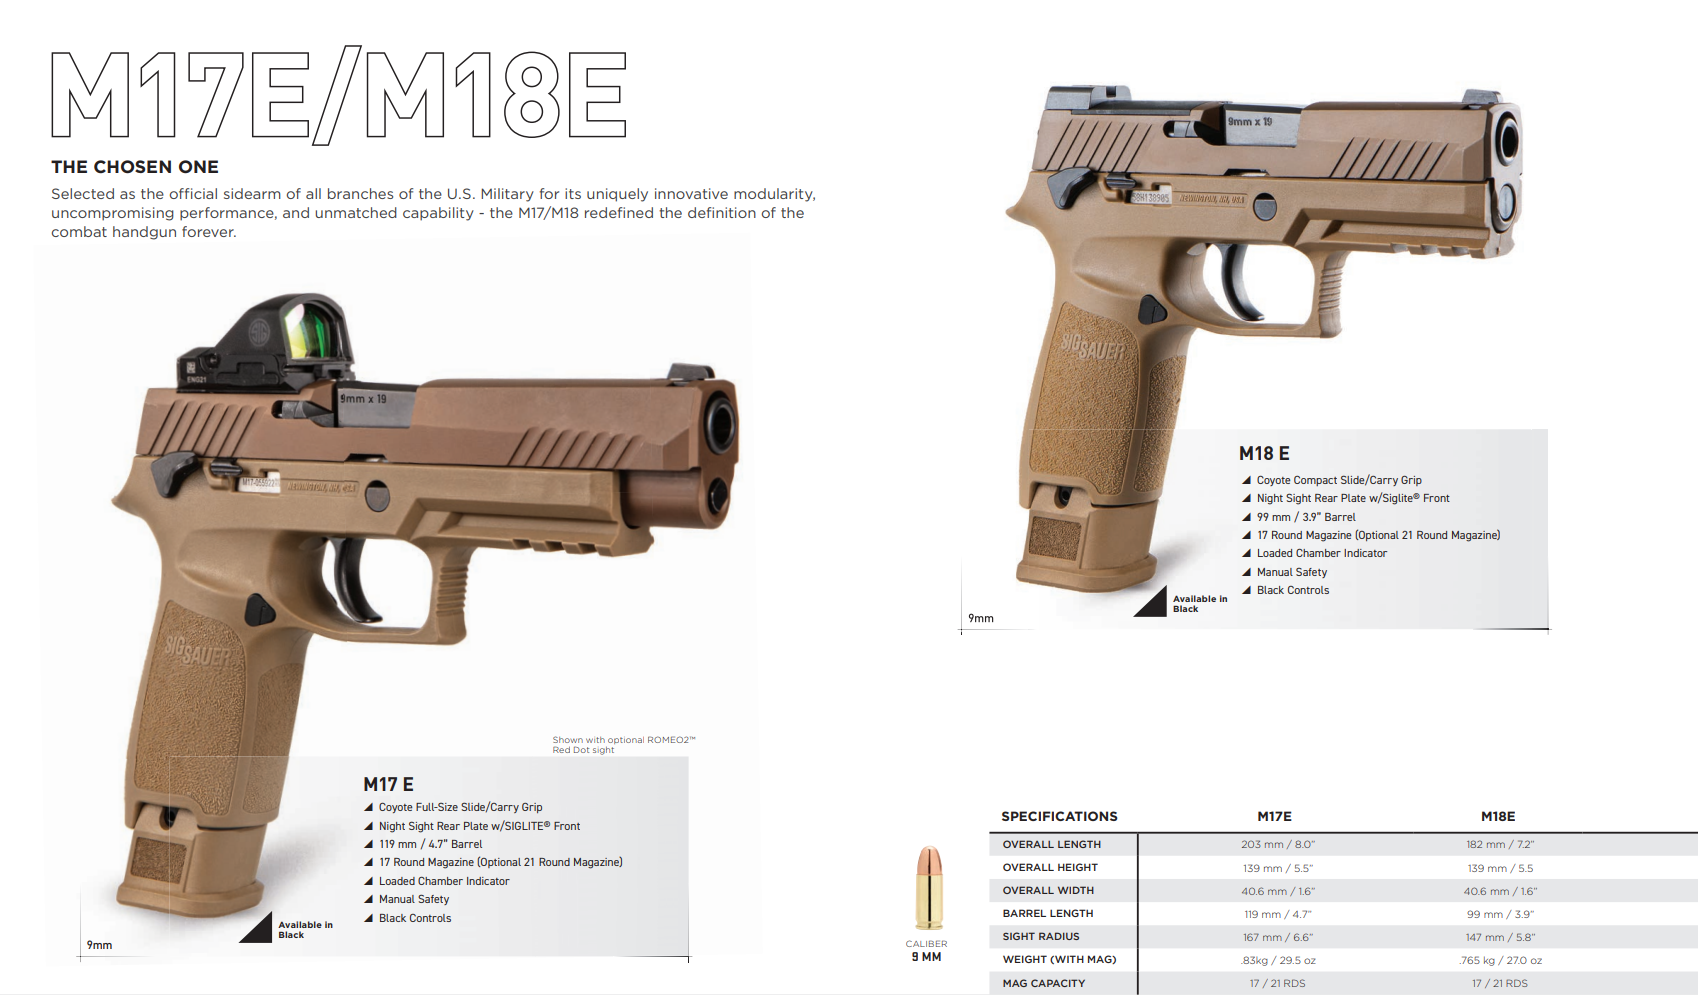 M17E/M18E
THE CHOSEN ONE
Selected as the official sidearm of all branches of the U.S. Military for its uniquely innovative modularity,
uncompromising performance, and unmatched capability - the M17/M18 redefined the definition of the
combat handgun forever.
SIG
ENG21
9mm x 19
NEWINGTON, NH, USA
SIG SAUER
Shown with optional ROMEO2™
Red Dot sight
M17 E
Coyote Full-Size Slide/Carry Grip
Night Sight Rear Plate w/SIGLITE® Front
119 mm / 4.7" Barrel
17 Round Magazine (Optional 21 Round Magazine)
Loaded Chamber Indicator
Manual Safety
Black Controls
Available in
Black
9mm
9mm x 19
58H138905
NEWINGTON, NH, USA
SIG SAUER
M18 E
Coyote Compact Slide/Carry Grip
Night Sight Rear Plate w/Siglite® Front
99 mm / 3.9" Barrel
17 Round Magazine (Optional 21 Round Magazine)
Loaded Chamber Indicator
Manual Safety
Black Controls
Available in
Black
9mm
CALIBER
9 MM
SPECIFICATIONS M17E M18E
OVERALL LENGTH 203 mm / 8.0" 182 mm / 7.2"
OVERALL HEIGHT 139 mm / 5.5" 139 mm / 5.5
OVERALL WIDTH 40.6 mm / 1.6" 40.6 mm / 1.6"
BARREL LENGTH 119 mm / 4.7" 99 mm / 3.9"
SIGHT RADIUS 167 mm / 6.6" 147 mm / 5.8"
WEIGHT (WITH MAG) .83kg / 29.5 oz .765 kg / 27.0 oz
MAG CAPACITY 17 / 21 RDS 17 / 21 RDS